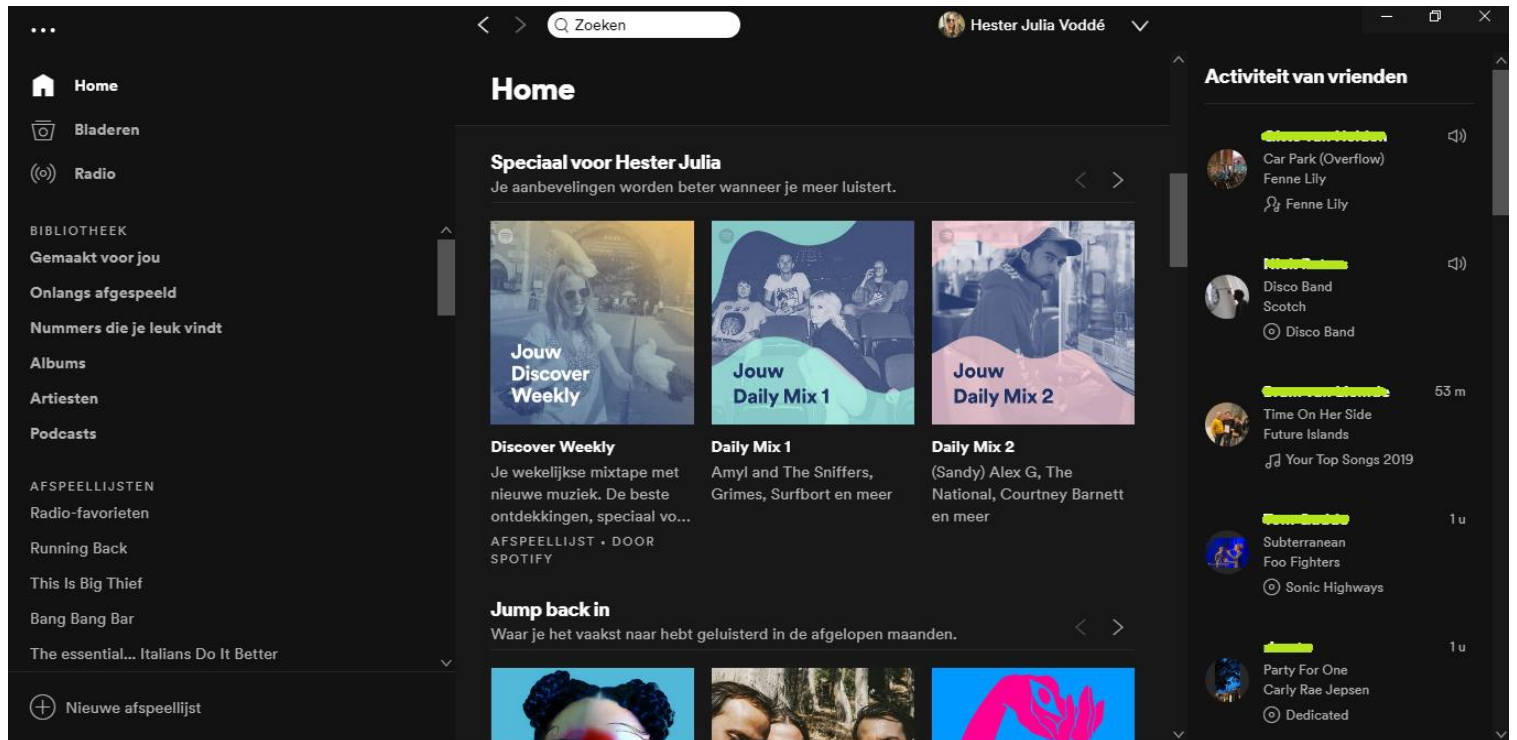 Zoeken
Hester Julia Voddé
Home
Bladeren
Radio
BIBLIOTHEEK
Gemaakt voor jou
Onlangs afgespeeld
Nummers die je leuk vindt
Albums
Artiesten
Podcasts
AFSPEELLIJSTEN
Radio-favorieten
Running Back
This Is Big Thief
Bang Bang Bar
The essential... Italians Do It Better
Nieuwe afspeellijst
Home
Speciaal voor Hester Julia
Je aanbevelingen worden beter wanneer je meer luistert.
Jouw
Discover
Weekly
Jouw
Daily Mix 1
Jouw
Daily Mix 2
Discover Weekly
Je wekelijkse mixtape met
nieuwe muziek. De beste
ontdekkingen, speciaal vo...
AFSPEELLIJST • DOOR
SPOTIFY
Daily Mix 1
Amyl and The Sniffers,
Grimes, Surfbort en meer
Daily Mix 2
(Sandy) Alex G, The
National, Courtney Barnett
en meer
Jump back in
Waar je het vaakst naar hebt geluisterd in de afgelopen maanden.
Activiteit van vrienden
Car Park (Overflow)
Fenne Lily
Fenne Lily
Disco Band
Scotch
Disco Band
53 m
Time On Her Side
Future Islands
Your Top Songs 2019
1 u
Subterranean
Foo Fighters
Sonic Highways
1 u
Party For One
Carly Rae Jepsen
Dedicated